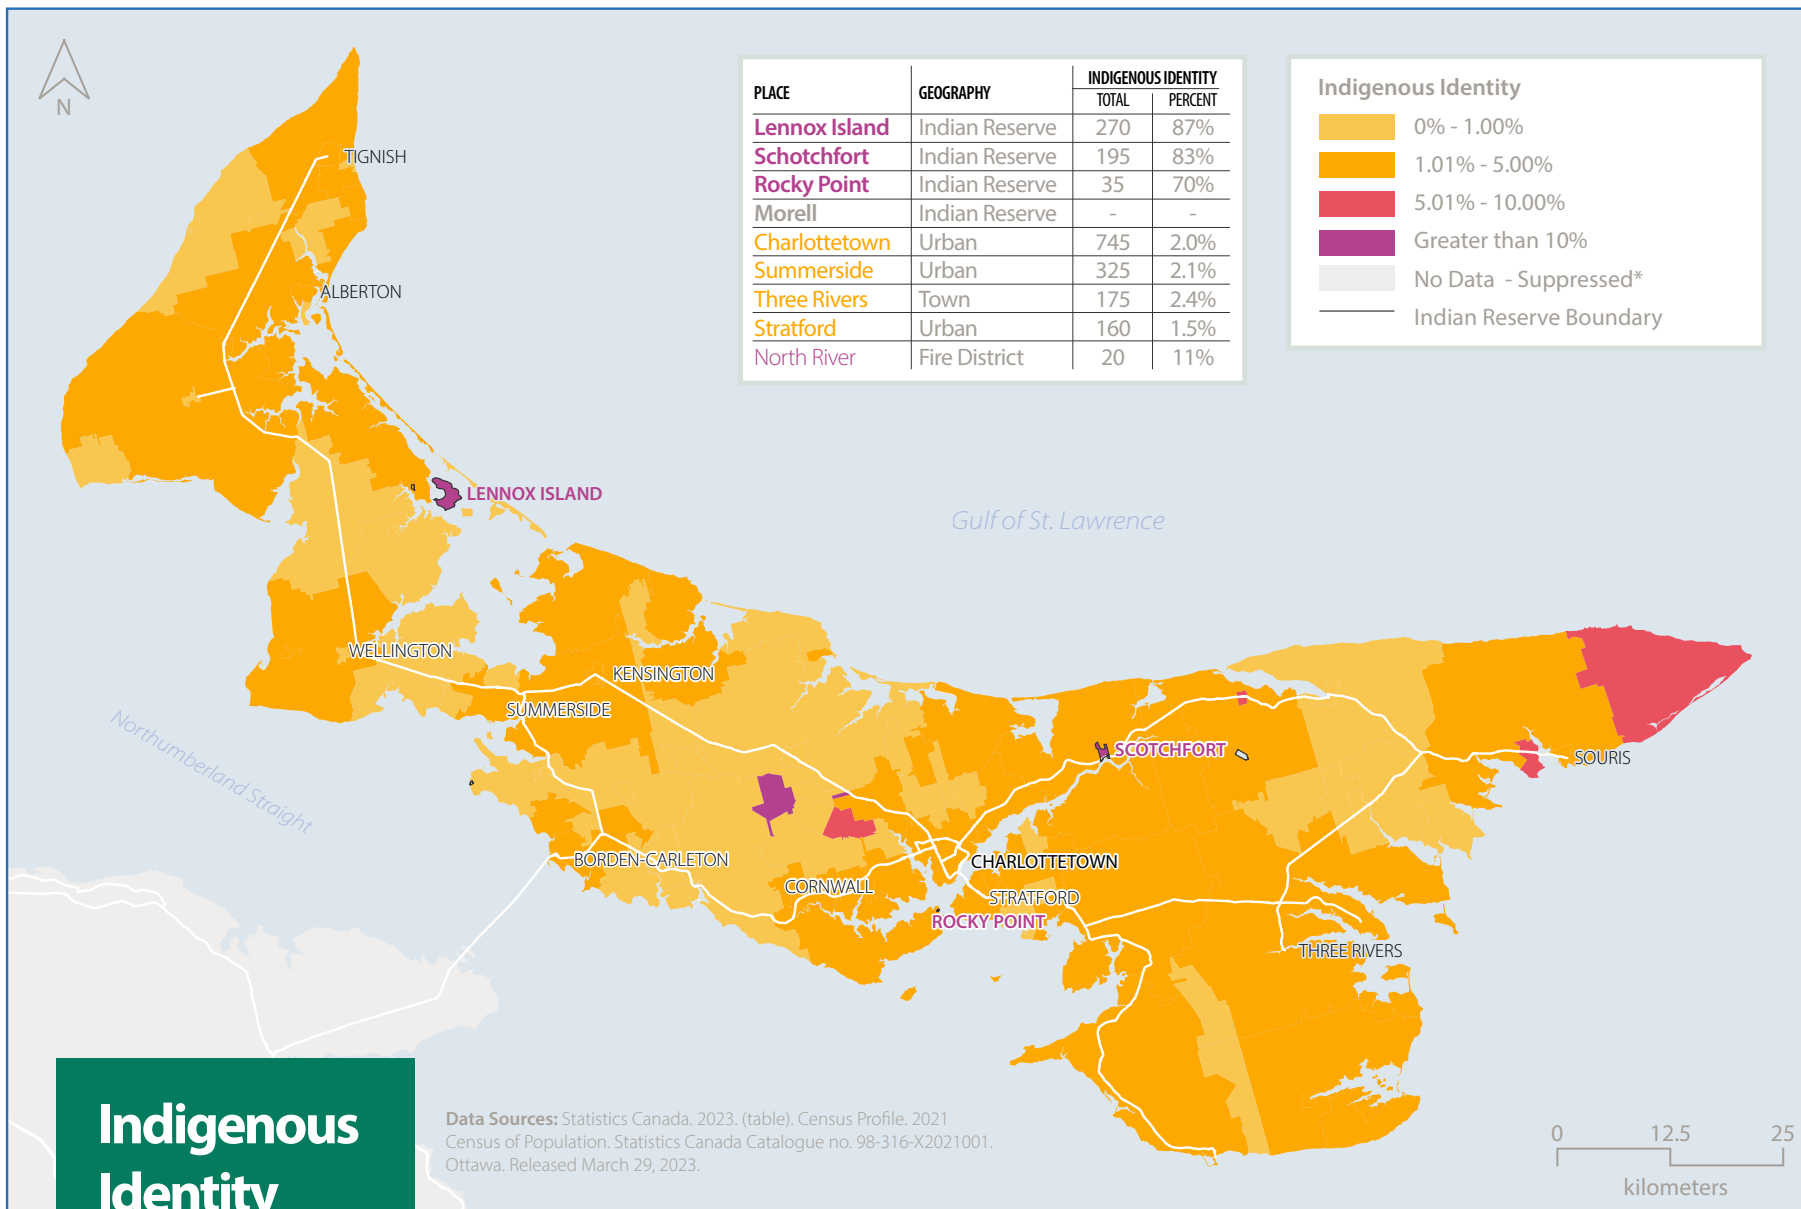 N
PLACE GEOGRAPHY INDIGENOUS IDENTITY
TOTAL PERCENT
Lennox Island Indian Reserve 270 87%
Schotchfort Indian Reserve 195 83%
Rocky Point Indian Reserve 35 70%
Morell Indian Reserve - -
Charlottetown Urban 745 2.0%
Summerside Urban 325 2.1%
Three Rivers Town 175 2.4%
Stratford Urban 160 1.5%
North River Fire District 20 11%
Indigenous Identity
0% - 1.00%
1.01% - 5.00%
5.01% - 10.00%
Greater than 10%
No Data - Suppressed*
Indian Reserve Boundary
TIGNISH
ALBERTON
LENNOX ISLAND
Gulf of St. Lawrence
WELLINGTON
KENSINGTON
SUMMERSIDE
Northumberland Straight
SCOTCHFORT
SOURIS
BORDEN-CARLETON
CHARLOTTETOWN
CORNWALL
STRATFORD
ROCKY POINT
THREE RIVERS
Indigenous
Identity
Data Sources: Statistics Canada. 2023. (table). Census Profile. 2021
Census of Population. Statistics Canada Catalogue no. 98-316-X2021001.
Ottawa. Released March 29, 2023.
0 12.5 25
kilometers